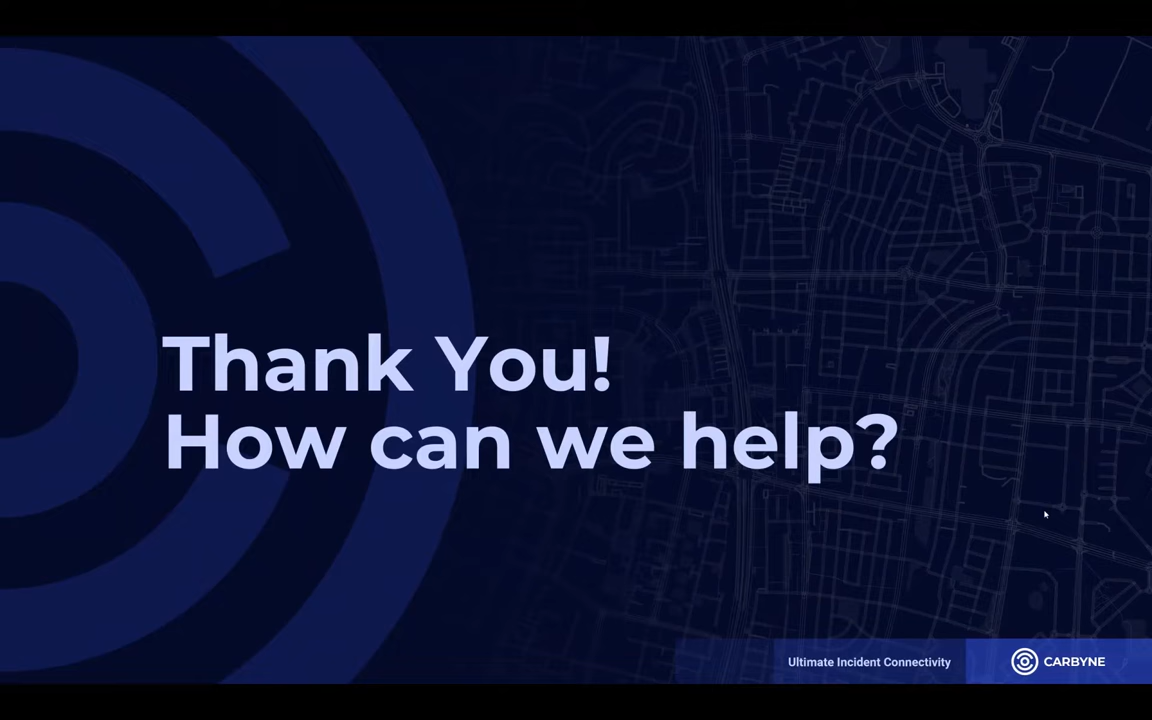 Thank You!
How can we help?
Ultimate Incident Connectivity
CARBYNE